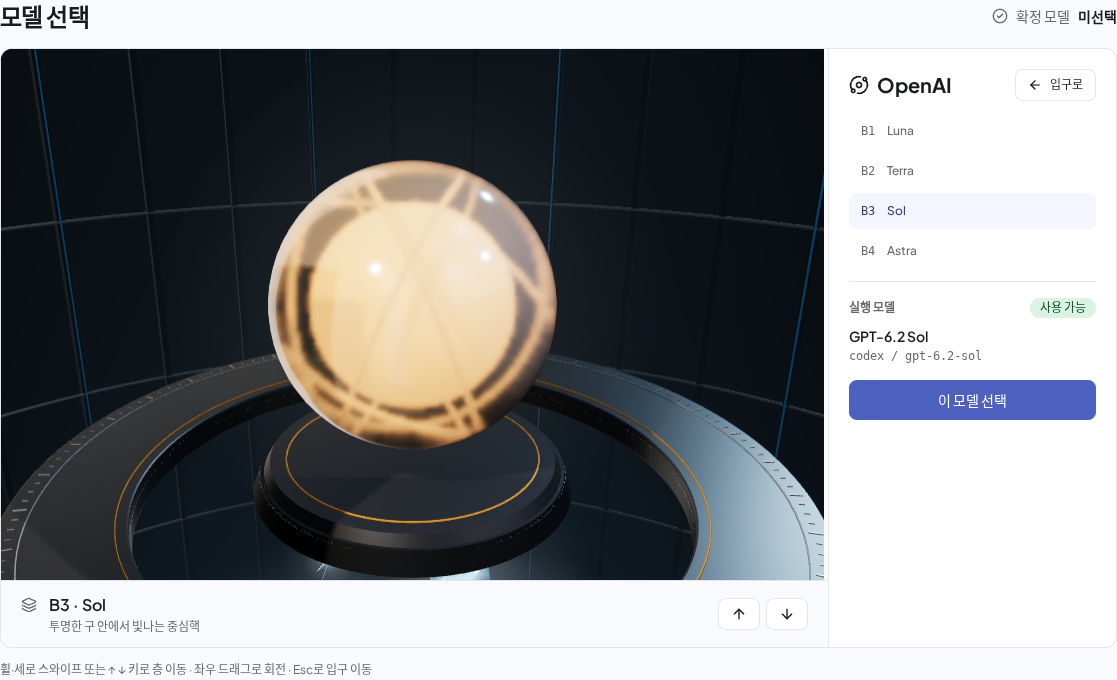 모델 선택
확정 모델 미선택
OpenAI
입구로
B1 Luna
B2 Terra
B3 Sol
B4 Astra
실행 모델 사용 가능
GPT-6.2 Sol
codex / gpt-6.2-sol
이 모델 선택
B3 · Sol
투명한 구 안에서 빛나는 중심핵
휠·세로 스와이프 또는 ↑↓ 키로 층 이동 · 좌우 드래그로 회전 · Esc로 입구 이동